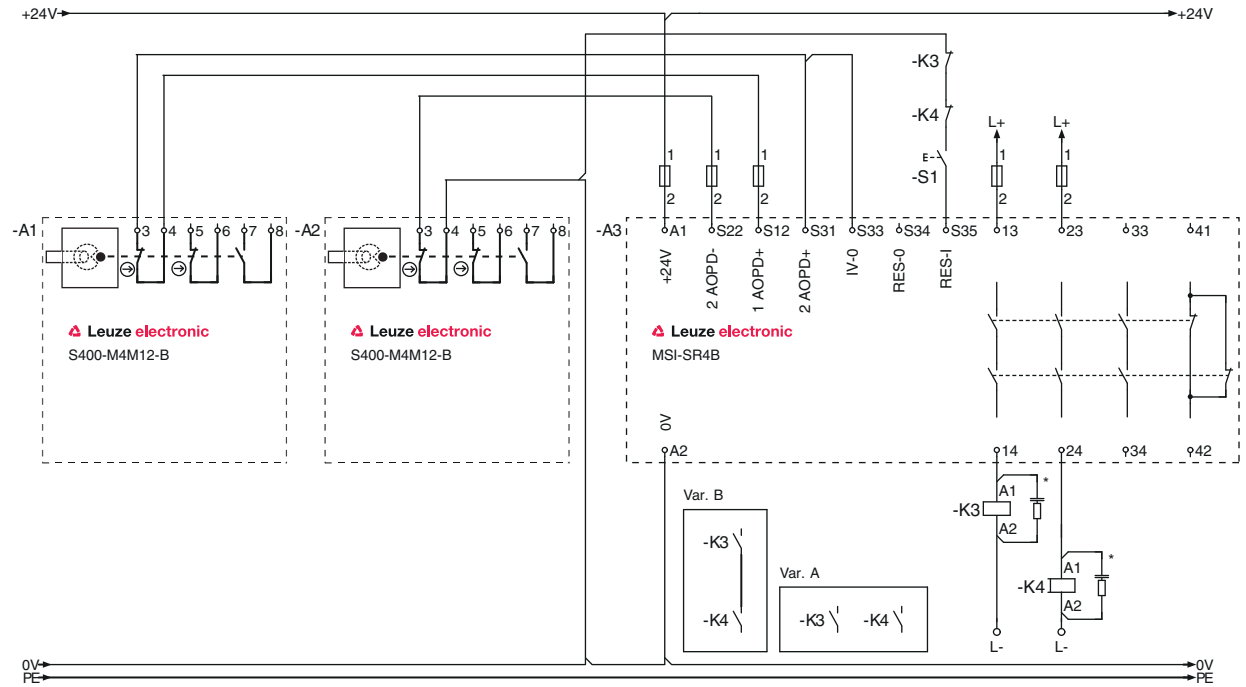 +24V +24V
-K3
-K4
L+ L+
E
-S1
1 1 1 1 1
2 2 2 2 2
-A1 3 4 5 6 7 8
-A2 3 4 5 6 7 8
-A3 A1 S22 S12 S31 S33 S34 S35 13 23 33 41
+24V
2 AOPD-
1 AOPD+
2 AOPD+
IV-0
RES-0
RES-I
Leuze electronic
S400-M4M12-B
Leuze electronic
S400-M4M12-B
Leuze electronic
MSI-SR4B
0V
A2 14 24 34 42
Var. B
-K3
-K4
Var. A
-K3 -K4
-K3 A1 *
A2
-K4 A1 *
A2
L- L-
0V 0V
PE PE